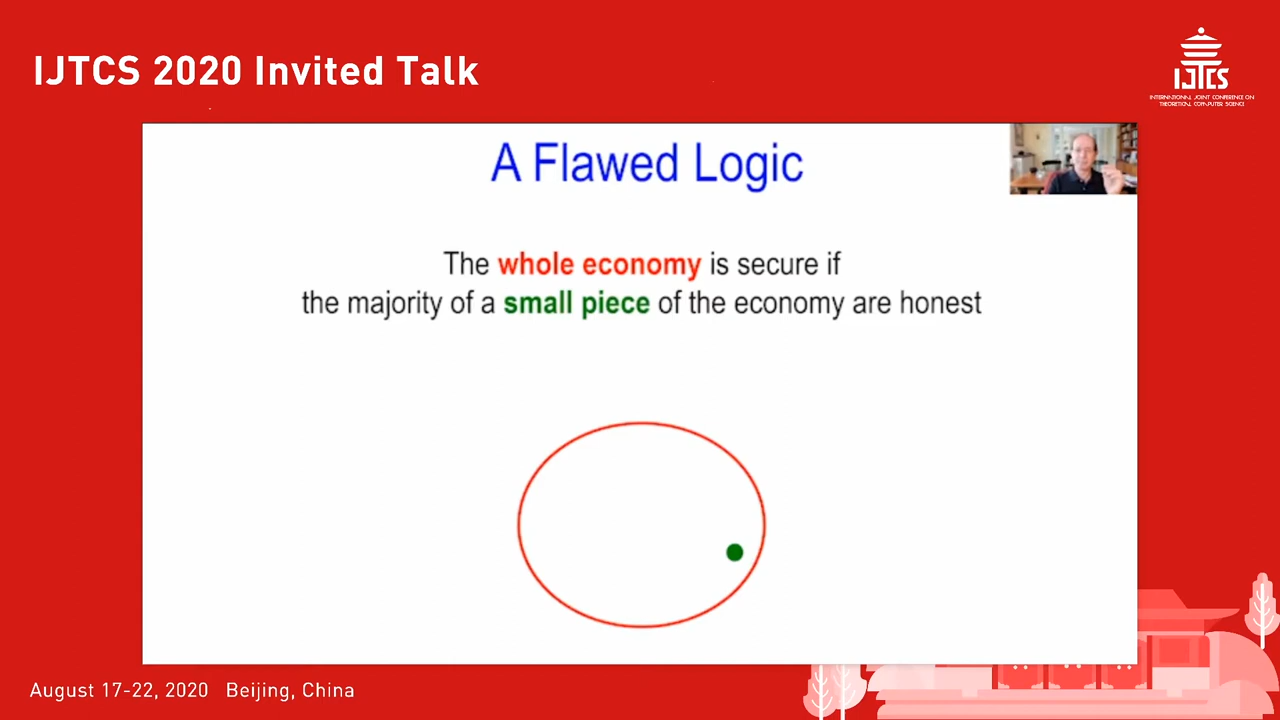 IJTCS 2020 Invited Talk
IJTCS
INTERNATIONAL JOINT CONFERENCE ON
THEORETICAL COMPUTER SCIENCE
A Flawed Logic
The whole economy is secure if
the majority of a small piece of the economy are honest
August 17-22, 2020 Beijing, China